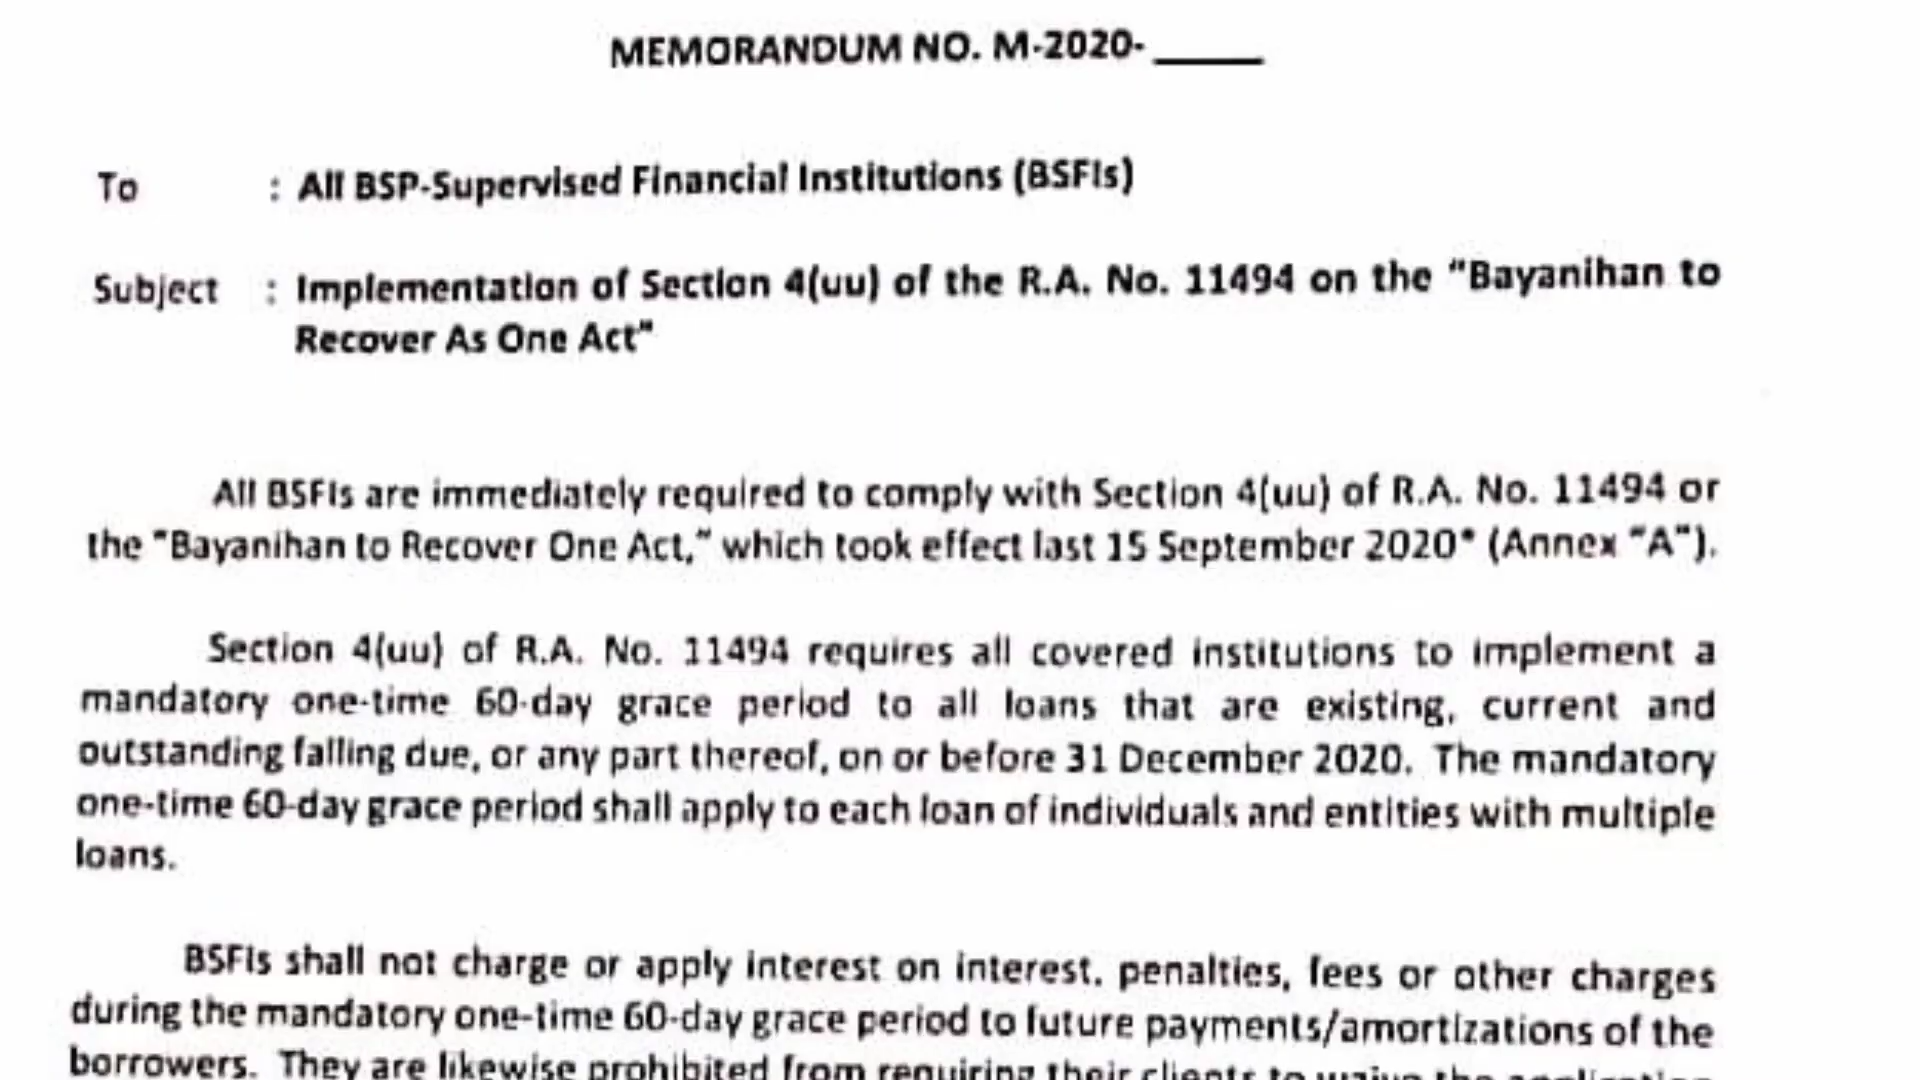 MEMORANDUM NO. M-2020- _____
To : All BSP-Supervised Financial Institutions (BSFIs)
Subject : Implementation of Section 4(uu) of the R.A. No. 11494 on the "Bayanihan to
Recover As One Act"
All BSFIs are immediately required to comply with Section 4(uu) of R.A. No. 11494 or
the "Bayanihan to Recover One Act," which took effect last 15 September 2020* (Annex "A").
Section 4(uu) of R.A. No. 11494 requires all covered institutions to implement a
mandatory one-time 60-day grace period to all loans that are existing, current and
outstanding falling due, or any part thereof, on or before 31 December 2020. The mandatory
one-time 60-day grace period shall apply to each loan of individuals and entities with multiple
loans.
BSFIs shall not charge or apply interest on interest, penalties, fees or other charges
during the mandatory one-time 60-day grace period to future payments/amortizations of the
borrowers. They are likewise prohibited from requiring their clients to waive the application